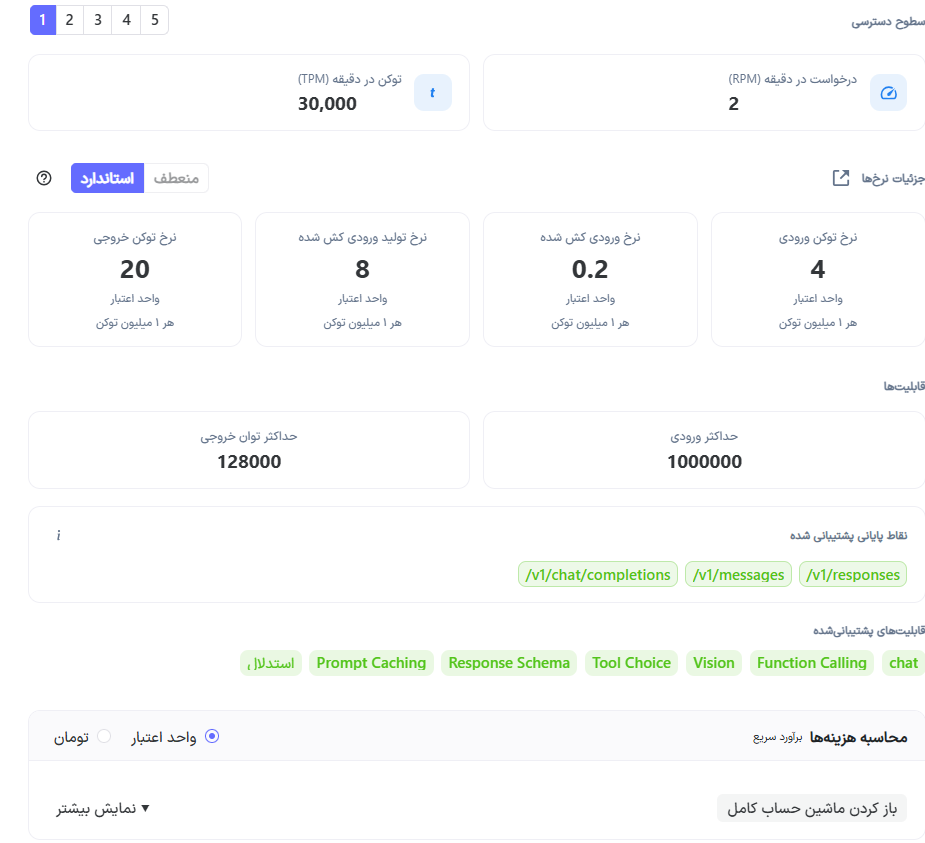 سطوح دسترسی
1 2 3 4 5
درخواست در دقیقه (RPM)
2
توکن در دقیقه (TPM)
t
30,000
جزئیات نرخ‌ها
منعطف
استاندارد
نرخ توکن ورودی
4
واحد اعتبار
هر ۱ میلیون توکن
نرخ ورودی کش شده
0.2
واحد اعتبار
هر ۱ میلیون توکن
نرخ تولید ورودی کش شده
8
واحد اعتبار
هر ۱ میلیون توکن
نرخ توکن خروجی
20
واحد اعتبار
هر ۱ میلیون توکن
قابلیت‌ها
حداکثر ورودی
1000000
حداکثر توان خروجی
128000
نقاط پایانی پشتیبانی شده
i
/v1/responses
/v1/messages
/v1/chat/completions
قابلیت‌های پشتیبانی‌شده
chat
Function Calling
Vision
Tool Choice
Response Schema
Prompt Caching
استدلال
محاسبه هزینه‌ها برآورد سریع
واحد اعتبار
تومان
باز کردن ماشین حساب کامل
▼ نمایش بیشتر